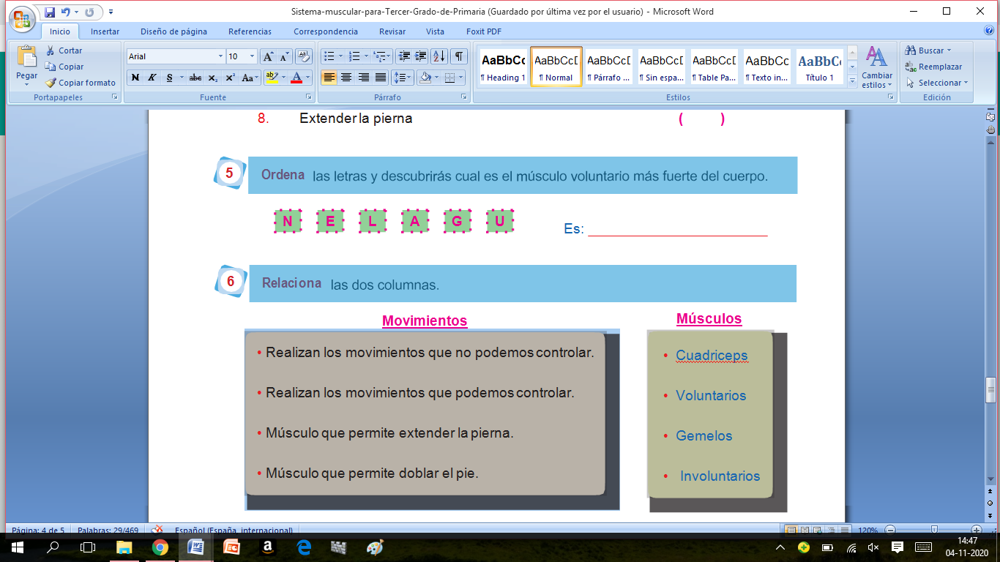 Sistema-muscular-para-Tercer-Grado-de-Primaria (Guardado por última vez por el usuario) - Microsoft Word
Inicio Insertar Diseño de página Referencias Correspondencia Revisar Vista Foxit PDF
Pegar
Cortar
Copiar
Copiar formato
Portapapeles
Arial 10
N K S abc x₂ x² Aa ab A
Fuente
Párrafo
AaBbCc AaBbCcD AaBbCcD AaBbCcD AaBbCcD AaBbCc AaBbCc
¶ Heading 1 ¶ Normal ¶ Párrafo ... ¶ Sin espa... ¶ Table Pa... ¶ Texto in... Título 1
Estilos
Cambiar estilos
Buscar
Reemplazar
Seleccionar
Edición
8. Extender la pierna ( )
5 Ordena las letras y descubrirás cual es el músculo voluntario más fuerte del cuerpo.
N E L A G U Es: ____________________
6 Relaciona las dos columnas.
Movimientos
• Realizan los movimientos que no podemos controlar.
• Realizan los movimientos que podemos controlar.
• Músculo que permite extender la pierna.
• Músculo que permite doblar el pie.
Músculos
• Cuadriceps
• Voluntarios
• Gemelos
• Involuntarios
Página: 4 de 5 Palabras: 29/469 Español (España, internacional) 120%
14:47
04-11-2020